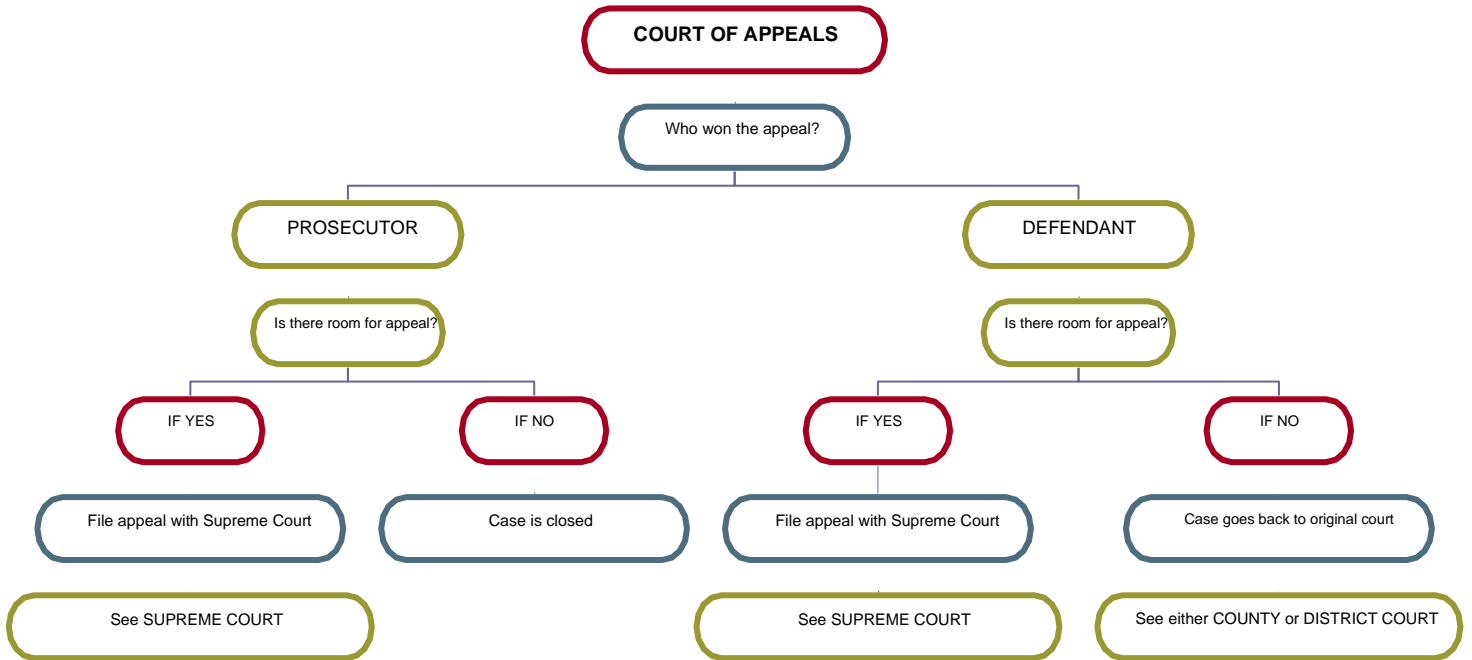 COURT OF APPEALS
Who won the appeal?
PROSECUTOR
DEFENDANT
Is there room for appeal?
Is there room for appeal?
IF YES
IF NO
IF YES
IF NO
File appeal with Supreme Court
Case is closed
File appeal with Supreme Court
Case goes back to original court
See SUPREME COURT
See SUPREME COURT
See either COUNTY or DISTRICT COURT